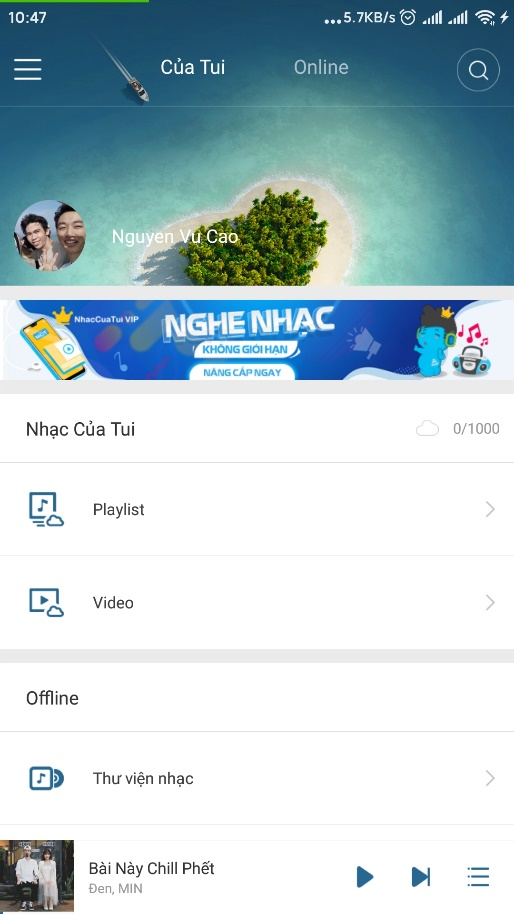 10:47
...5.7KB/s
Của Tui
Online
Nguyen Vu Cao
NhacCuaTui VIP
NGHE NHẠC
KHÔNG GIỚI HẠN
NÂNG CẤP NGAY
Nhạc Của Tui
0/1000
Playlist
Video
Offline
Thư viện nhạc
Bài Này Chill Phết
Đen, MIN